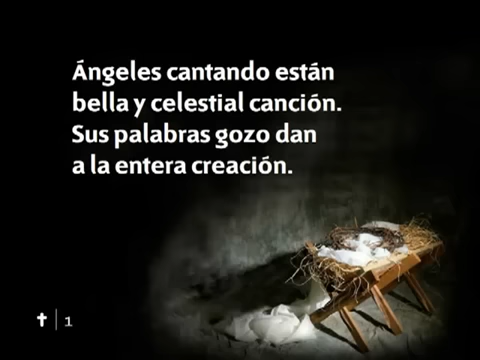 Ángeles cantando están
bella y celestial canción.
Sus palabras gozo dan
a la entera creación.
1